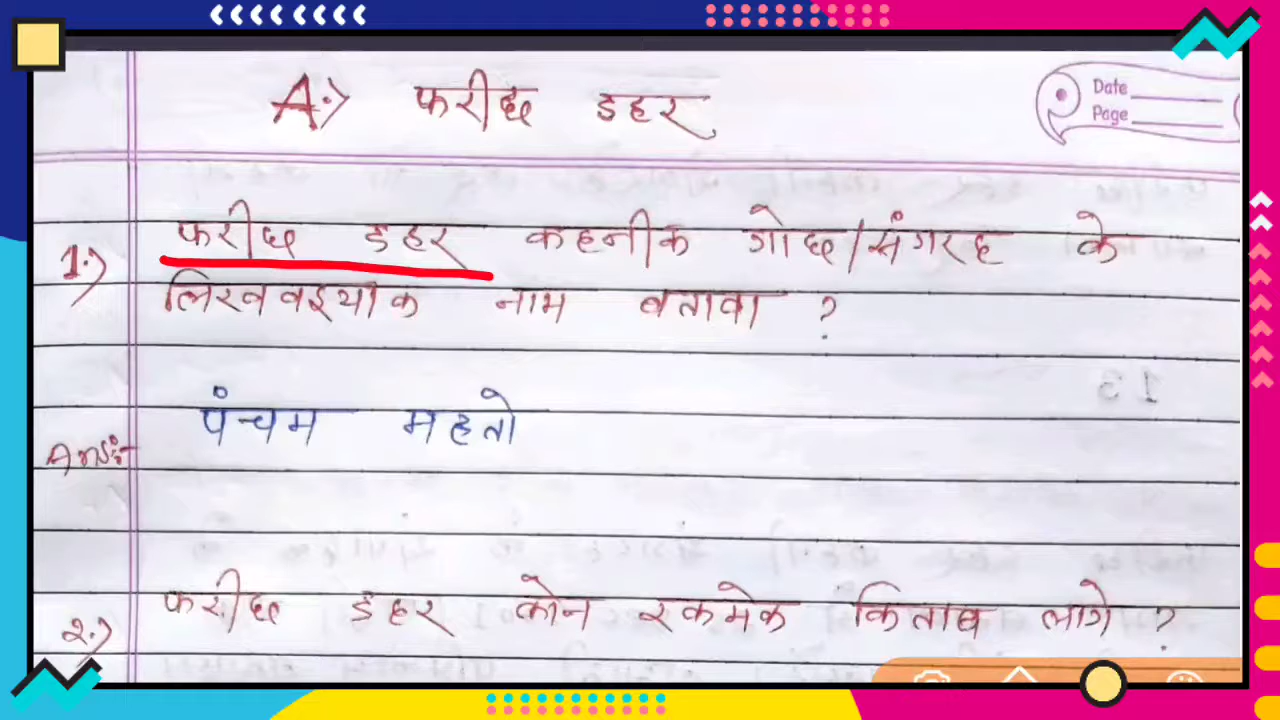 A:> फरीछ डहर
Date
Page
1.) फरीछ डहर कहनीक गोछ/संगरह के
लिखवइयाक नाम बतावा ?
Ans:- पंचम महतो
2.) फरीछ डहर कोन रकमेक किताब लागे ?